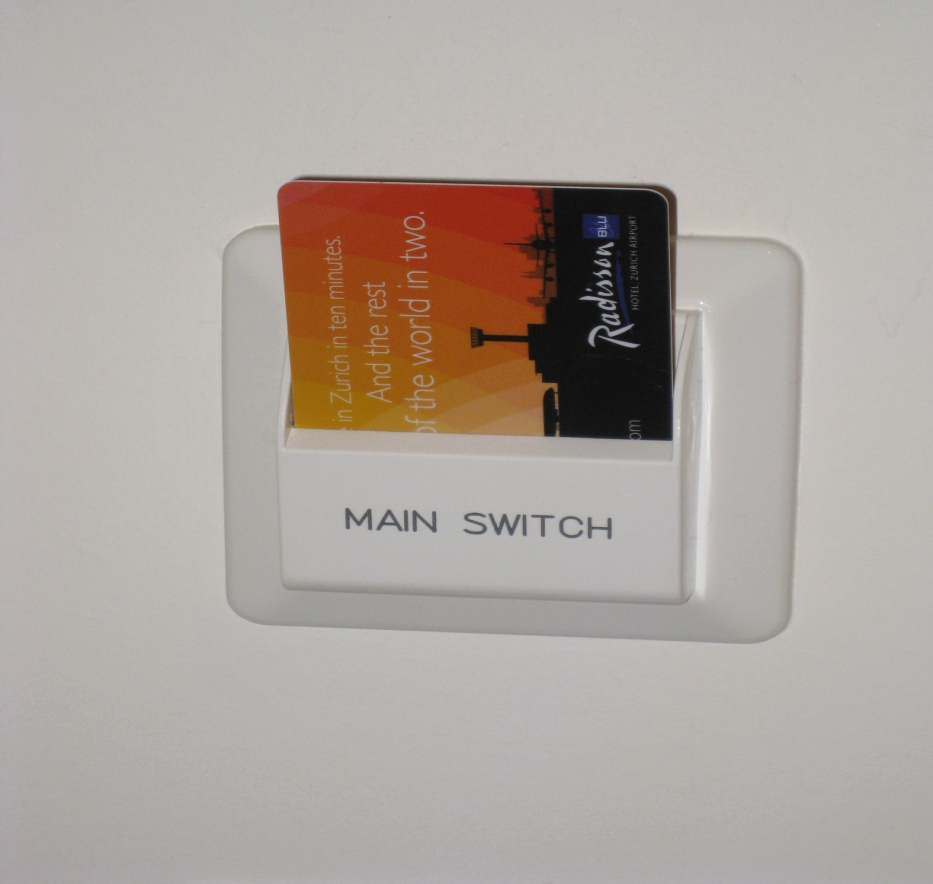 in Zurich in ten minutes.
And the rest
of the world in two.
Radisson
BLU
HOTEL ZURICH AIRPORT
MAIN SWITCH